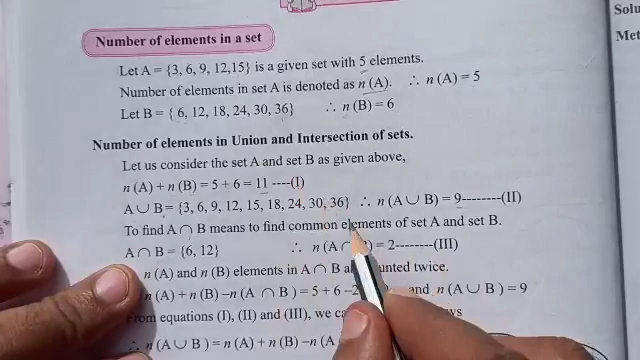 Number of elements in a set
Let A = {3, 6, 9, 12,15} is a given set with 5 elements.
Number of elements in set A is denoted as n (A). ∴ n (A) = 5
Let B = { 6, 12, 18, 24, 30, 36} ∴ n (B) = 6
Number of elements in Union and Intersection of sets.
Let us consider the set A and set B as given above,
n (A) + n (B) = 5 + 6 = 11 ----(I)
A ∪ B = {3, 6, 9, 12, 15, 18, 24, 30, 36} ∴ n (A ∪ B) = 9--------(II)
To find A ∩ B means to find common elements of set A and set B.
A ∩ B = {6, 12} ∴ n (A ∩ B) = 2--------(III)
n (A) and n (B) elements in A ∩ B counted twice.
n (A) + n (B) – n (A ∩ B) = 5 + 6 – 2 and n (A ∪ B) = 9
From equations (I), (II) and (III), we
∴ n (A ∪ B) = n (A) + n (B) – n (A
Solu
Met